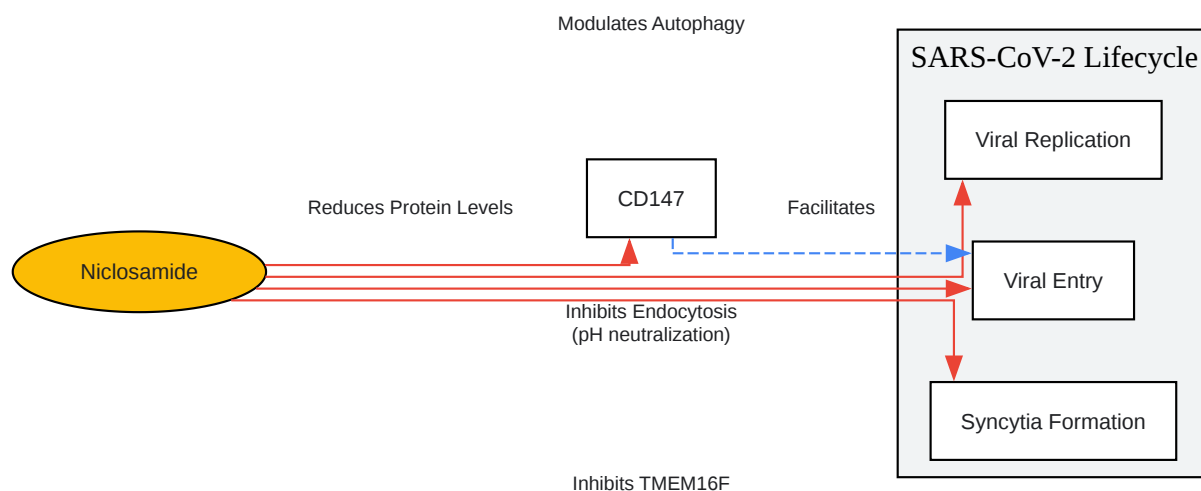 Modulates Autophagy
SARS-CoV-2 Lifecycle
Viral Replication
CD147
Reduces Protein Levels
Facilitates
Niclosamide
Viral Entry
Inhibits Endocytosis
(pH neutralization)
Syncytia Formation
Inhibits TMEM16F